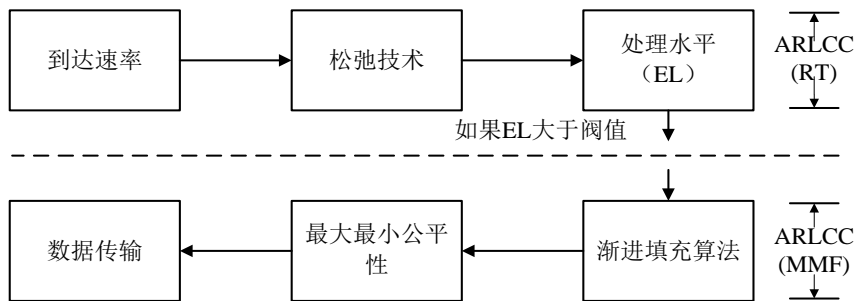 到达速率
松弛技术
处理水平
（EL）
ARLCC
(RT)
如果EL大于阀值
数据传输
最大最小公平
性
渐进填充算法
ARLCC
(MMF)